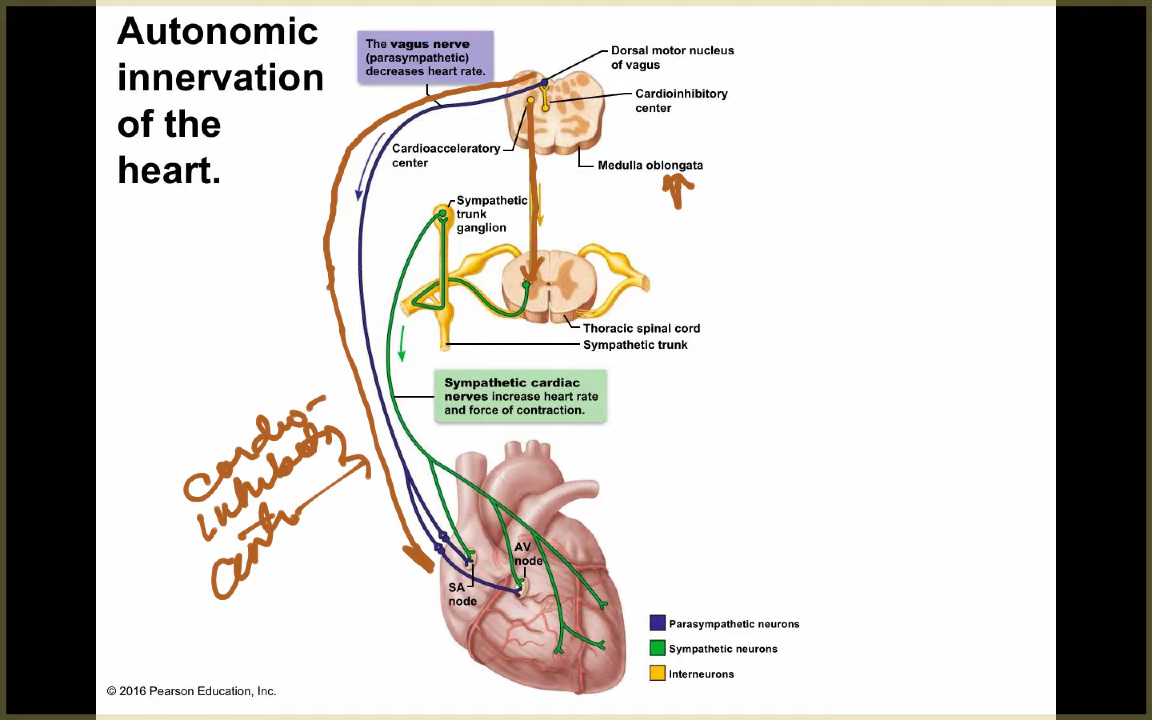 Autonomic
innervation
of the
heart.
The vagus nerve
(parasympathetic)
decreases heart rate.
Dorsal motor nucleus
of vagus
Cardioinhibitory
center
Cardioacceleratory
center
Medulla oblongata
Sympathetic
trunk
ganglion
Thoracic spinal cord
Sympathetic trunk
Sympathetic cardiac
nerves increase heart rate
and force of contraction.
Cardio-
AV
node
SA
node
Parasympathetic neurons
Sympathetic neurons
Interneurons
© 2016 Pearson Education, Inc.